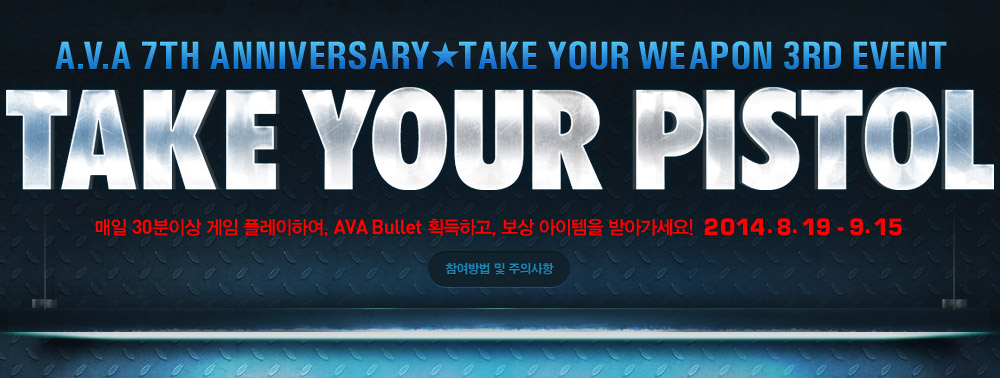 A.V.A 7TH ANNIVERSARY★TAKE YOUR WEAPON 3RD EVENT
TAKE YOUR PISTOL
매일 30분이상 게임 플레이하여, AVA Bullet 획득하고, 보상 아이템을 받아가세요! 2014. 8. 19 - 9. 15
참여방법 및 주의사항